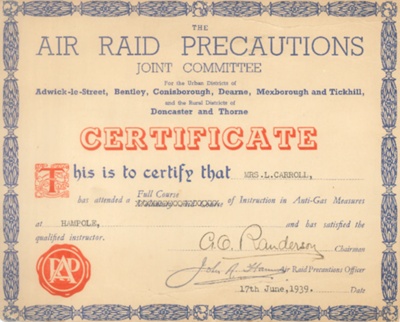 THE
AIR RAID PRECAUTIONS
JOINT COMMITTEE
For the Urban Districts of
Adwick-le-Street, Bentley, Conisborough, Dearne, Mexborough and Tickhill,
and the Rural Districts of
Doncaster and Thorne
CERTIFICATE
This is to certify that MRS.L.CARROLL,
Full Course
has attended a of Instruction in Anti-Gas Measures
at HAMPOLE, and has satisfied the
qualified instructor.
Chairman
Raid Precautions Officer
17th June, 1939. Date
ARP